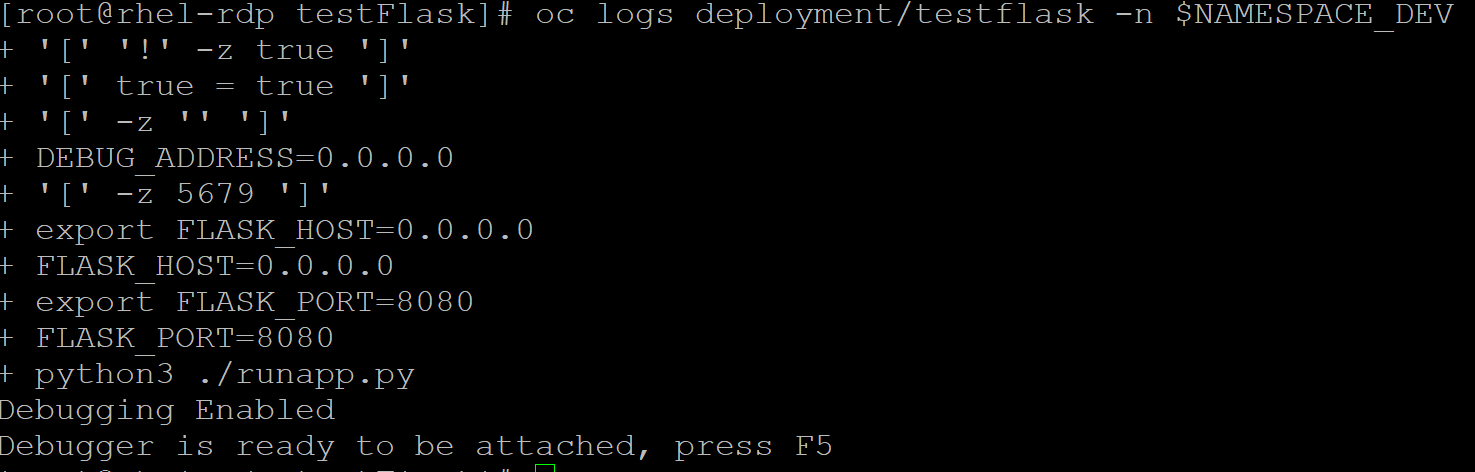 [root@rhel-rdp testFlask]# oc logs deployment/testflask -n $NAMESPACE_DEV
+ '[' '!' -z true ']'
+ '[' true = true ']'
+ '[' -z '' ']'
+ DEBUG_ADDRESS=0.0.0.0
+ '[' -z 5679 ']'
+ export FLASK_HOST=0.0.0.0
+ FLASK_HOST=0.0.0.0
+ export FLASK_PORT=8080
+ FLASK_PORT=8080
+ python3 ./runapp.py
Debugging Enabled
Debugger is ready to be attached, press F5